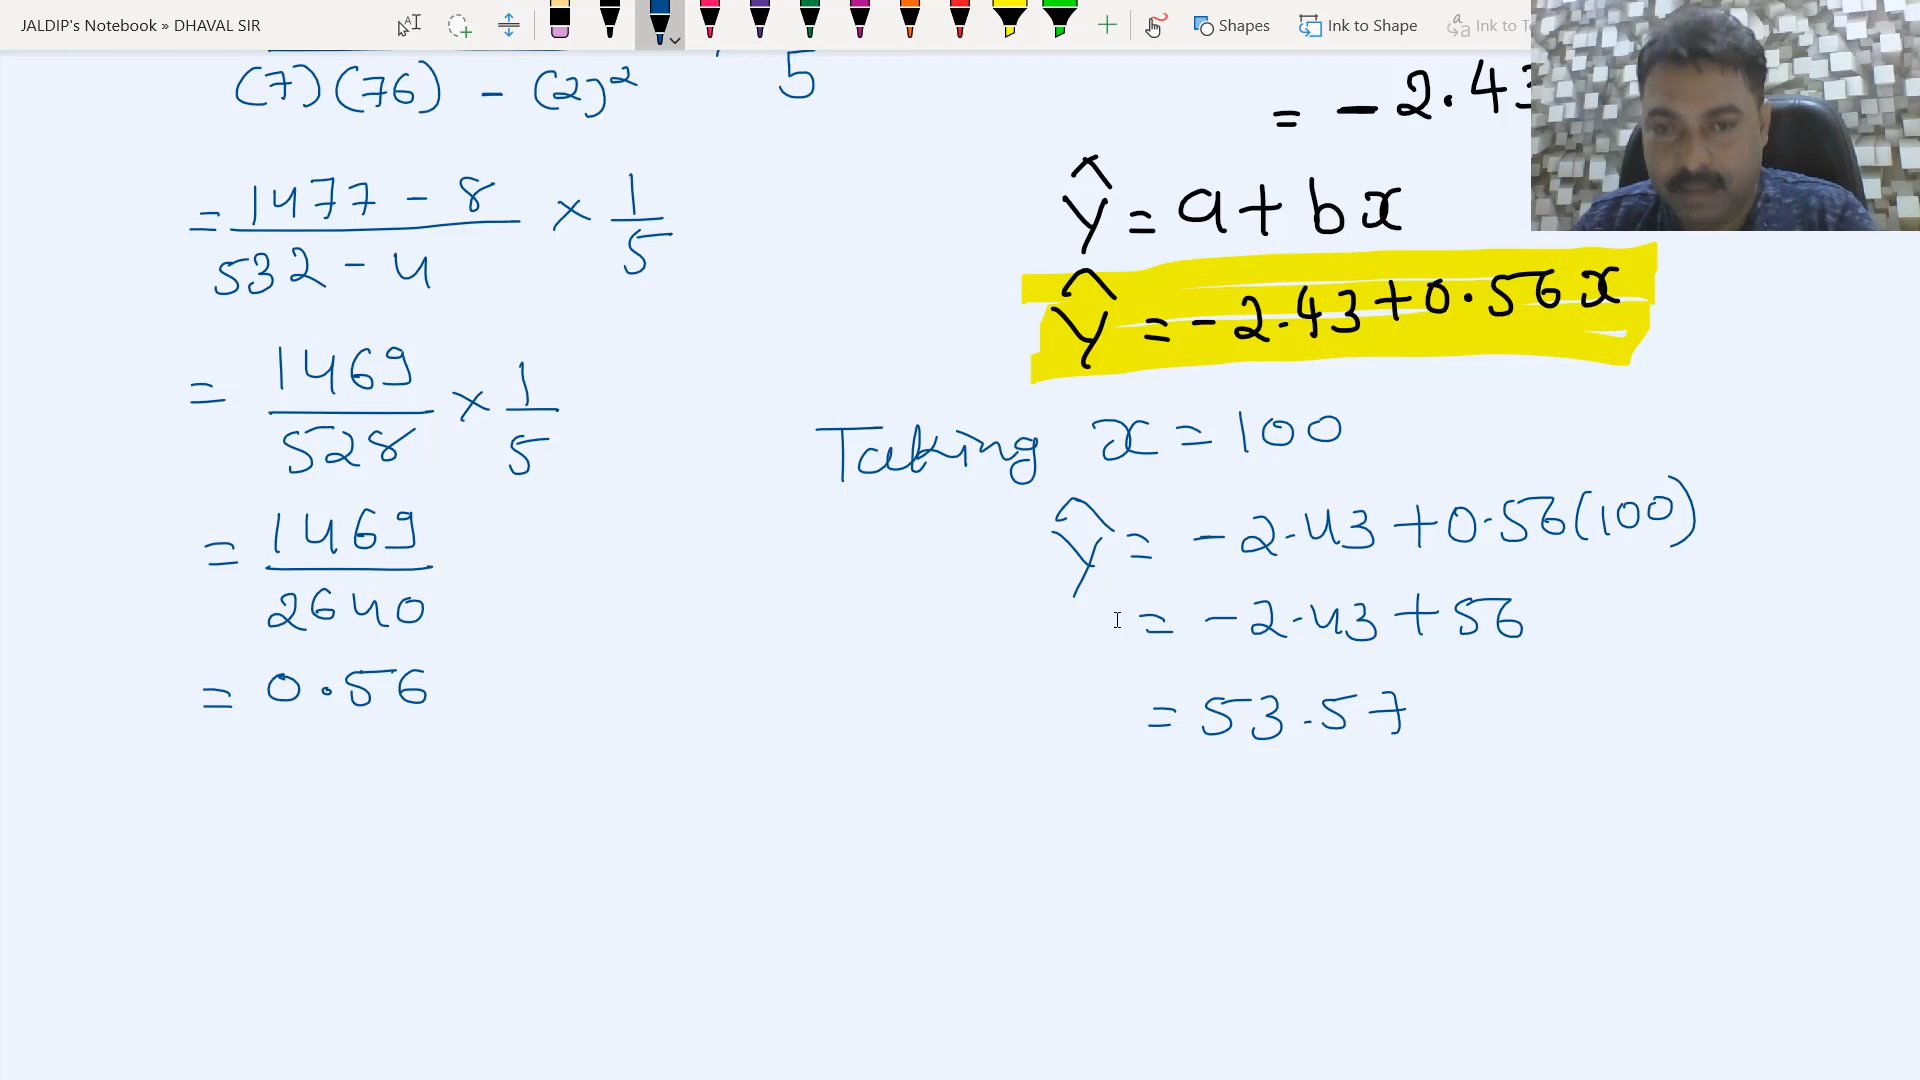 JALDIP's Notebook » DHAVAL SIR
Shapes
Ink to Shape
Ink to
(7)(76) - (2)² 5
= 1477 - 8 / 532 - 4 × 1/5
= 1469 / 528 × 1/5
= 1469 / 2640
= 0.56
= -2.43
ŷ = a + bx
ŷ = -2.43 + 0.56x
Taking x = 100
ŷ = -2.43 + 0.56(100)
= -2.43 + 56
= 53.57